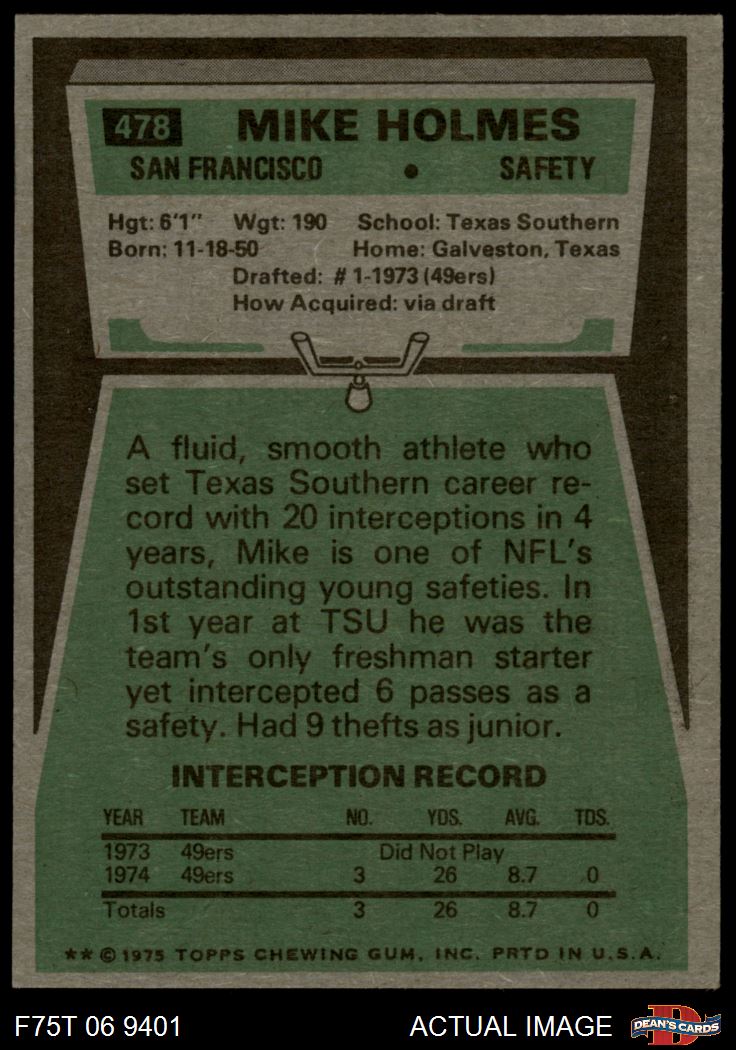 478 MIKE HOLMES
SAN FRANCISCO • SAFETY
Hgt: 6'1" Wgt: 190 School: Texas Southern
Born: 11-18-50 Home: Galveston, Texas
Drafted: # 1-1973 (49ers)
How Acquired: via draft
A fluid, smooth athlete who
set Texas Southern career re-
cord with 20 interceptions in 4
years, Mike is one of NFL's
outstanding young safeties. In
1st year at TSU he was the
team's only freshman starter
yet intercepted 6 passes as a
safety. Had 9 thefts as junior.
INTERCEPTION RECORD
YEAR TEAM NO. YDS. AVG. TDS.
1973 49ers Did Not Play
1974 49ers 3 26 8.7 0
Totals 3 26 8.7 0
** © 1975 TOPPS CHEWING GUM, INC. PRTD IN U.S.A.
F75T 06 9401 ACTUAL IMAGE D DEAN'S CARDS